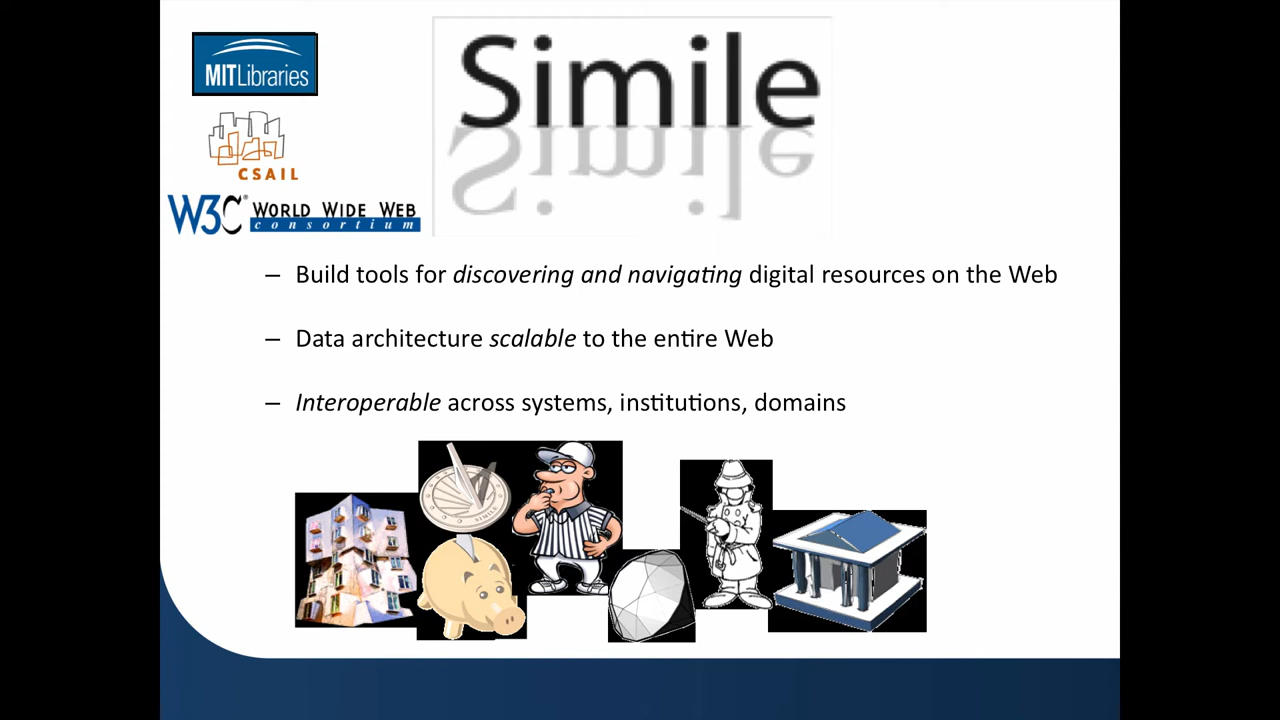 MITLibraries
CSAIL
W3C® WORLD WIDE WEB
consortium
Simile
– Build tools for discovering and navigating digital resources on the Web
– Data architecture scalable to the entire Web
– Interoperable across systems, institutions, domains
SIMILE